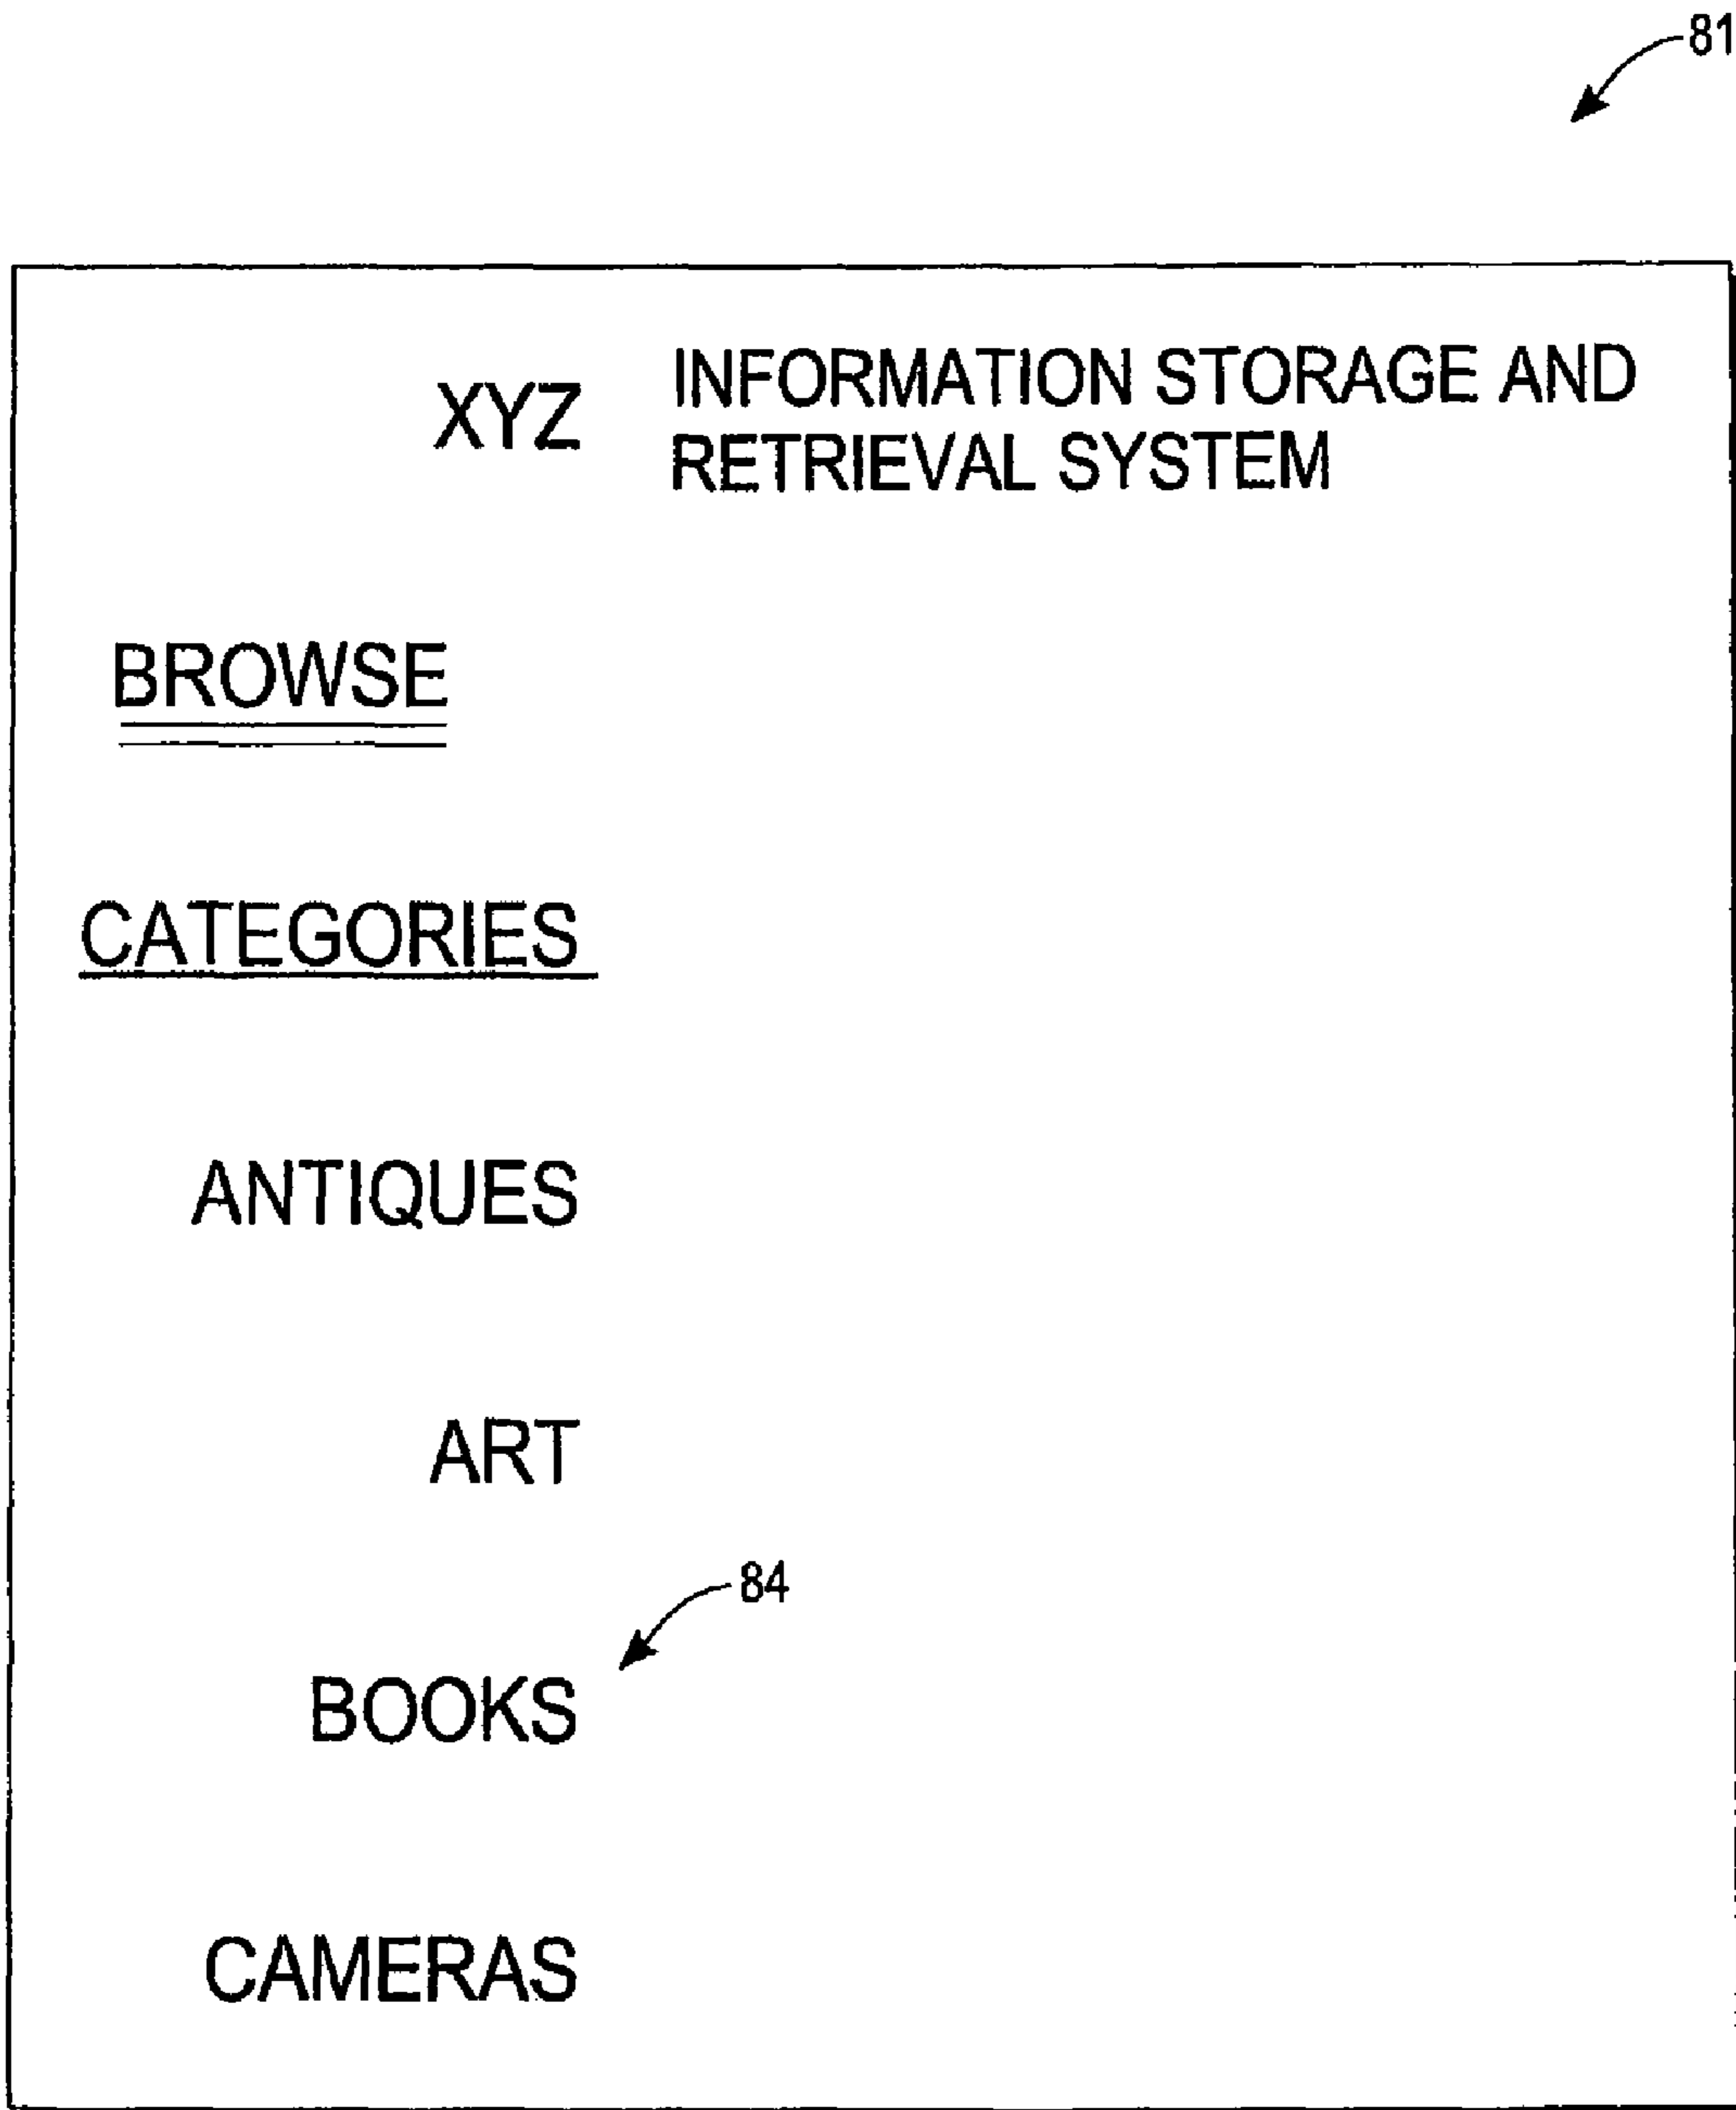 81
XYZ
INFORMATION STORAGE AND
RETRIEVAL SYSTEM
BROWSE
CATEGORIES
ANTIQUES
ART
84
BOOKS
CAMERAS